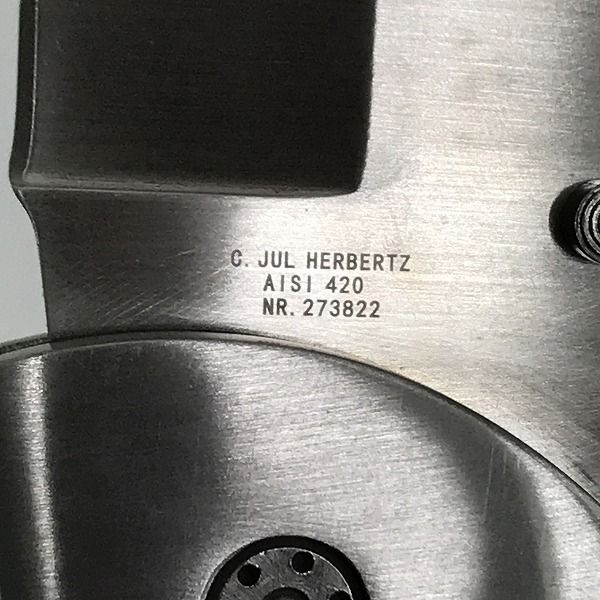 C. JUL HERBERTZ
AISI 420
NR. 273822